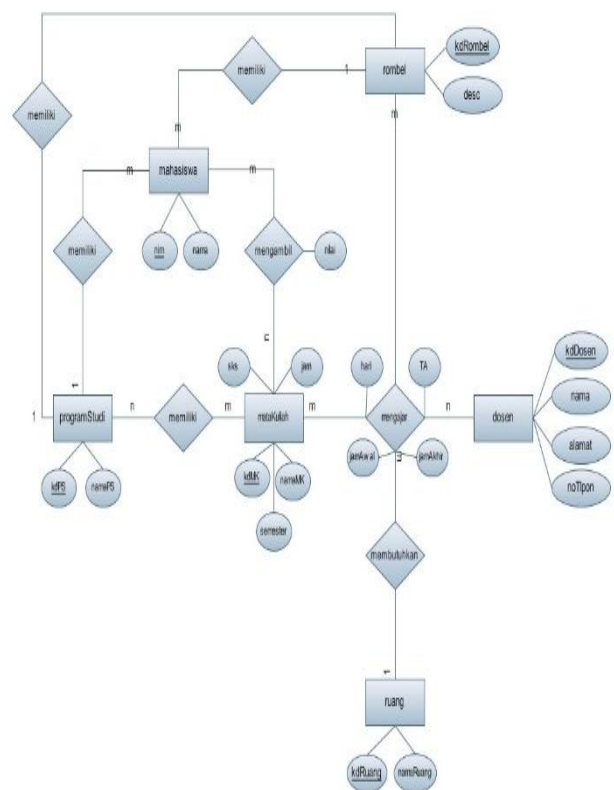 kdRombel
memiliki
1
rombel
desc
memiliki
m
m
m
mahasiswa
m
memiliki
nim
nama
mengambil
nilai
n
sks
jam
hari
TA
kdDosen
1
1
programStudi
n
memiliki
m
mataKuliah
m
mengajar
n
dosen
nama
alamat
noTlpon
kdPS
namaPS
kdMK
namaMK
jamAwal
m
jamAkhir
semester
membutuhkan
1
ruang
kdRuang
namaRuang